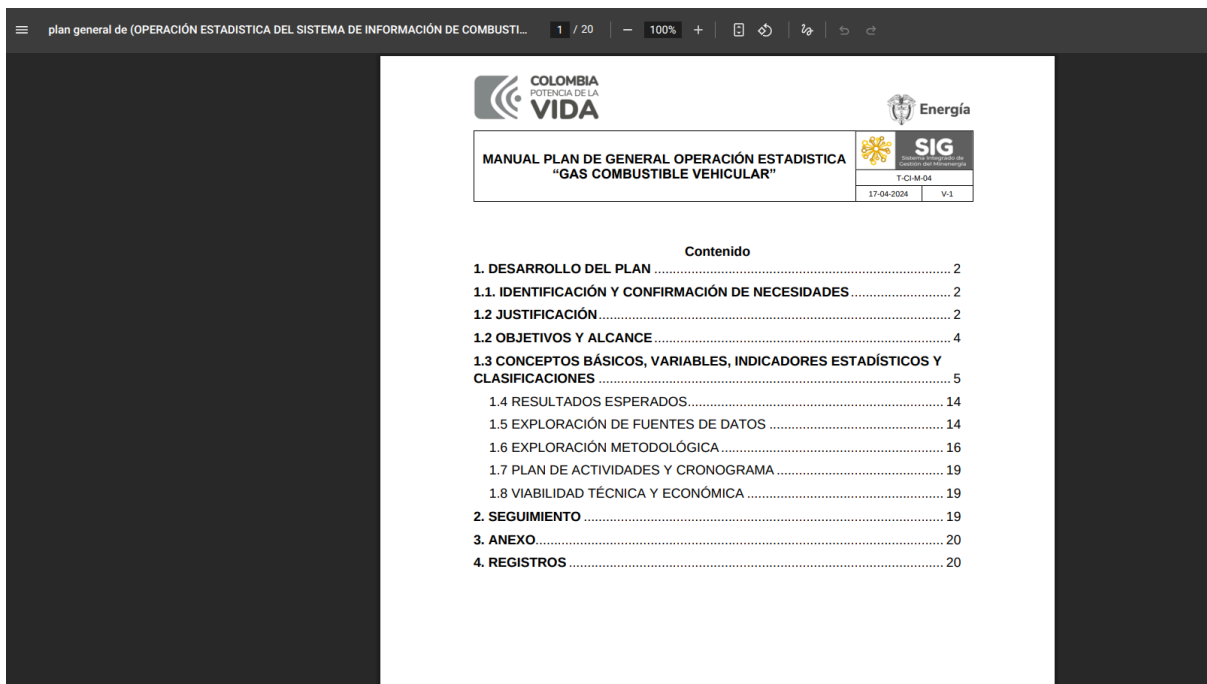 plan general de (OPERACIÓN ESTADISTICA DEL SISTEMA DE INFORMACIÓN DE COMBUSTI... 1 / 20 100%
COLOMBIA
POTENCIA DE LA
VIDA
Energía
MANUAL PLAN DE GENERAL OPERACIÓN ESTADISTICA
“GAS COMBUSTIBLE VEHICULAR”
SIG
Sistema Integrado de
Gestión del Minenergía
T-CI-M-04
17-04-2024 V-1
Contenido
1. DESARROLLO DEL PLAN ........ 2
1.1. IDENTIFICACIÓN Y CONFIRMACIÓN DE NECESIDADES ........ 2
1.2 JUSTIFICACIÓN ........ 2
1.2 OBJETIVOS Y ALCANCE ........ 4
1.3 CONCEPTOS BÁSICOS, VARIABLES, INDICADORES ESTADÍSTICOS Y
CLASIFICACIONES ........ 5
1.4 RESULTADOS ESPERADOS ........ 14
1.5 EXPLORACIÓN DE FUENTES DE DATOS ........ 14
1.6 EXPLORACIÓN METODOLÓGICA ........ 16
1.7 PLAN DE ACTIVIDADES Y CRONOGRAMA ........ 19
1.8 VIABILIDAD TÉCNICA Y ECONÓMICA ........ 19
2. SEGUIMIENTO ........ 19
3. ANEXO ........ 20
4. REGISTROS ........ 20